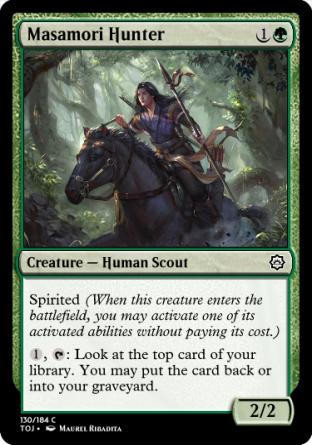 Masamori Hunter 1
Creature — Human Scout
Spirited (When this creature enters the
battlefield, you may activate one of its
activated abilities without paying its cost.)
1, : Look at the top card of your
library. You may put the card back or
into your graveyard.
2/2
130/184 C
TOJ • Maurel Ribadita